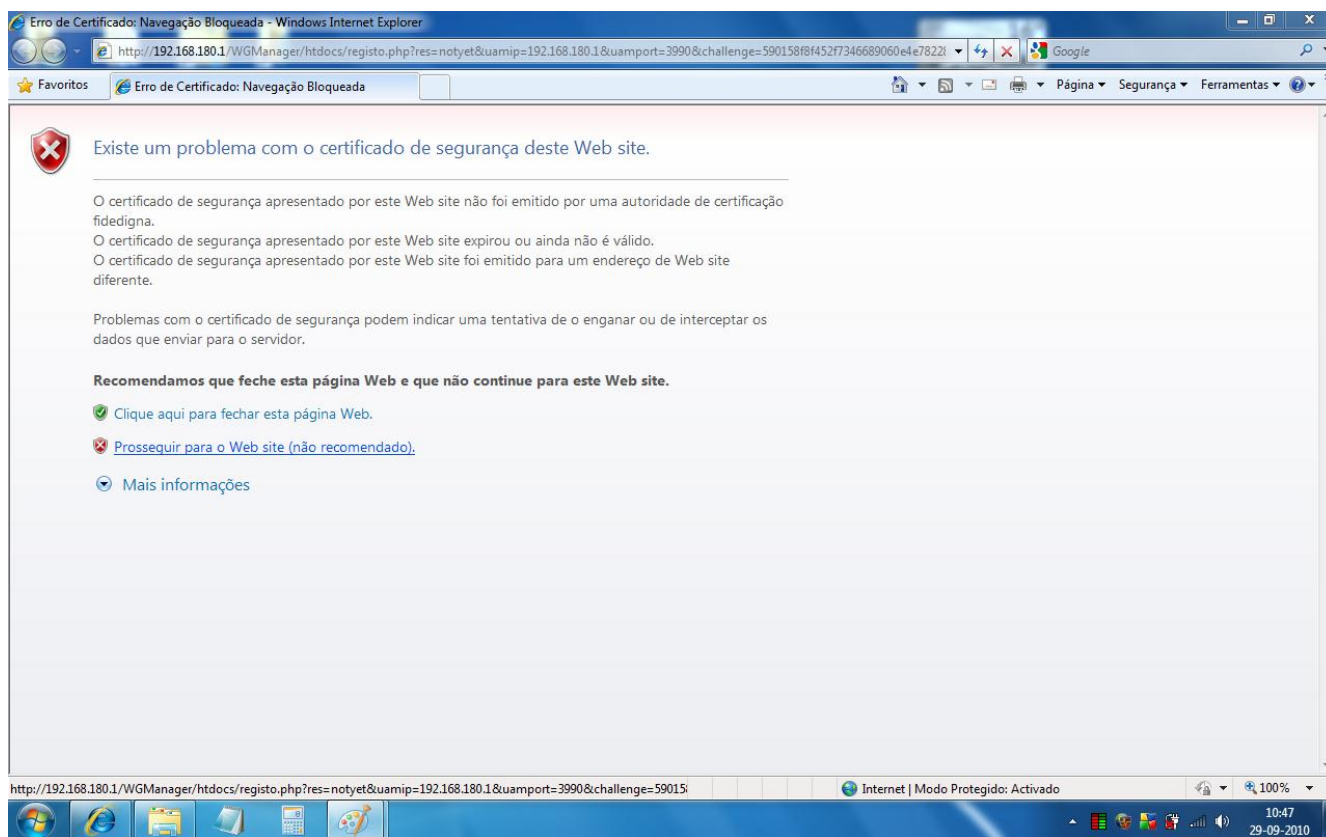 Erro de Certificado: Navegação Bloqueada - Windows Internet Explorer
http://192.168.180.1/WGManager/htdocs/registo.php?res=notyet&uamip=192.168.180.1&uamport=3990&challenge=590158f8f452f7346689060e4e7822
Google
Favoritos
Erro de Certificado: Navegação Bloqueada
Página
Segurança
Ferramentas
Existe um problema com o certificado de segurança deste Web site.
O certificado de segurança apresentado por este Web site não foi emitido por uma autoridade de certificação
fidedigna.
O certificado de segurança apresentado por este Web site expirou ou ainda não é válido.
O certificado de segurança apresentado por este Web site foi emitido para um endereço de Web site
diferente.
Problemas com o certificado de segurança podem indicar uma tentativa de o enganar ou de interceptar os
dados que enviar para o servidor.
Recomendamos que feche esta página Web e que não continue para este Web site.
Clique aqui para fechar esta página Web.
Prosseguir para o Web site (não recomendado).
Mais informações
http://192.168.180.1/WGManager/htdocs/registo.php?res=notyet&uamip=192.168.180.1&uamport=3990&challenge=59015
Internet | Modo Protegido: Activado
100%
10:47
29-09-2010